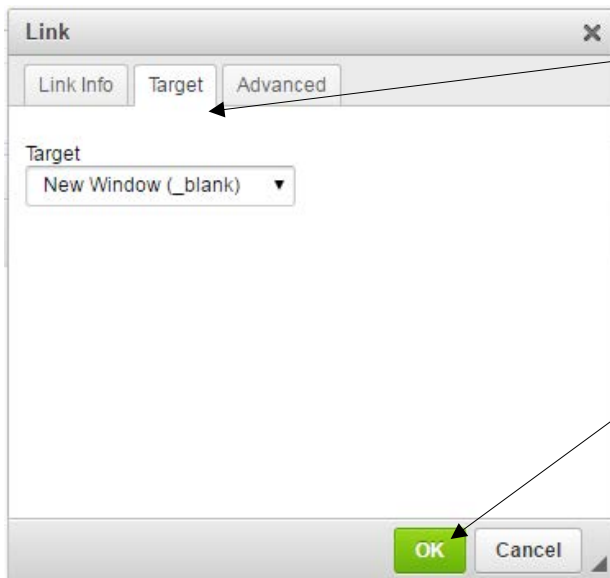 Link
Link Info Target Advanced
Target
New Window (_blank)
OK Cancel